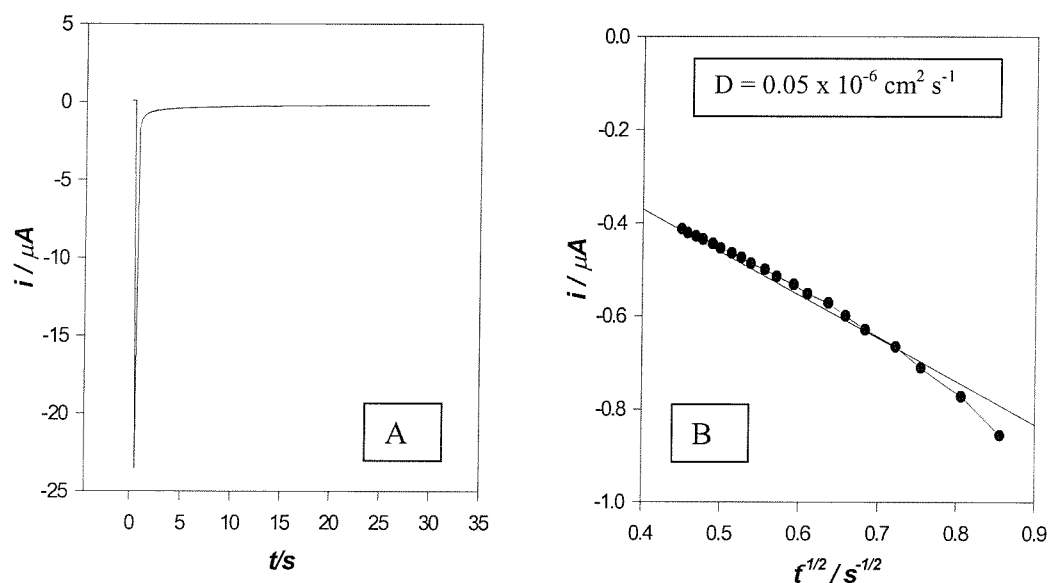 5
0
-5
-10
-15
-20
-25
i / μA
A
0 5 10 15 20 25 30 35
t/s
0.0
-0.2
-0.4
-0.6
-0.8
-1.0
i / μA
D = 0.05 x 10⁻⁶ cm² s⁻¹
B
0.4 0.5 0.6 0.7 0.8 0.9
t¹/² / s⁻¹/²